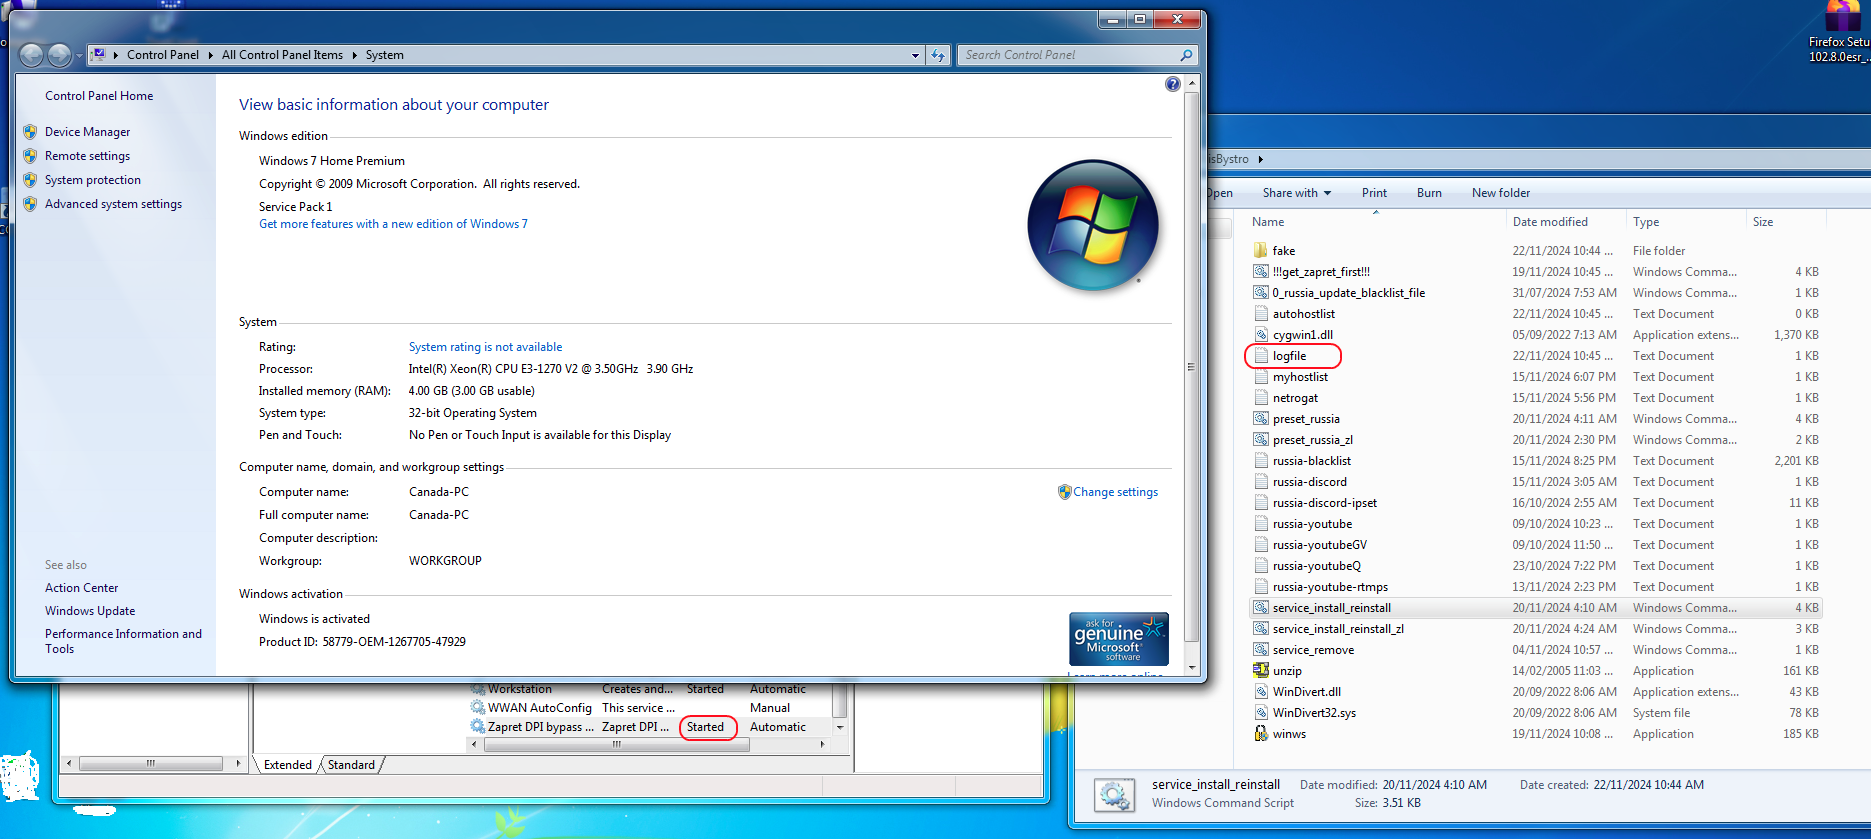 Firefox Setu
102.8.0esr_...
Control Panel
All Control Panel Items
System
Search Control Panel
Control Panel Home
Device Manager
Remote settings
System protection
Advanced system settings
See also
Action Center
Windows Update
Performance Information and
Tools
View basic information about your computer
Windows edition
Windows 7 Home Premium
Copyright © 2009 Microsoft Corporation. All rights reserved.
Service Pack 1
Get more features with a new edition of Windows 7
System
Rating: System rating is not available
Processor: Intel(R) Xeon(R) CPU E3-1270 V2 @ 3.50GHz 3.90 GHz
Installed memory (RAM): 4.00 GB (3.00 GB usable)
System type: 32-bit Operating System
Pen and Touch: No Pen or Touch Input is available for this Display
Computer name, domain, and workgroup settings
Computer name: Canada-PC
Change settings
Full computer name: Canada-PC
Computer description:
Workgroup: WORKGROUP
Windows activation
Windows is activated
Product ID: 58779-OEM-1267705-47929
ask for
genuine
Microsoft
software
Learn more online
Workstation Creates and... Started Automatic
WWAN AutoConfig This service ... Manual
Zapret DPI bypass ... Zapret DPI ... Started Automatic
Extended Standard
isBystro
Open Share with Print Burn New folder
Name Date modified Type Size
fake 22/11/2024 10:44 ... File folder
!!!get_zapret_first!!! 19/11/2024 10:45 ... Windows Comma... 4 KB
0_russia_update_blacklist_file 31/07/2024 7:53 AM Windows Comma... 1 KB
autohostlist 22/11/2024 10:45 ... Text Document 0 KB
cygwin1.dll 05/09/2022 7:13 AM Application extens... 1,370 KB
logfile 22/11/2024 10:45 ... Text Document 1 KB
myhostlist 15/11/2024 6:07 PM Text Document 1 KB
netrogat 15/11/2024 5:56 PM Text Document 1 KB
preset_russia 20/11/2024 4:11 AM Windows Comma... 4 KB
preset_russia_zl 20/11/2024 2:30 PM Windows Comma... 2 KB
russia-blacklist 15/11/2024 8:25 PM Text Document 2,201 KB
russia-discord 15/11/2024 3:05 AM Text Document 1 KB
russia-discord-ipset 16/10/2024 2:55 AM Text Document 11 KB
russia-youtube 09/10/2024 10:23 ... Text Document 1 KB
russia-youtubeGV 09/10/2024 11:50 ... Text Document 1 KB
russia-youtubeQ 23/10/2024 7:22 PM Text Document 1 KB
russia-youtube-rtmps 13/11/2024 2:23 PM Text Document 1 KB
service_install_reinstall 20/11/2024 4:10 AM Windows Comma... 4 KB
service_install_reinstall_zl 20/11/2024 4:24 AM Windows Comma... 3 KB
service_remove 04/11/2024 10:57 ... Windows Comma... 1 KB
unzip 14/02/2005 11:03 ... Application 161 KB
WinDivert.dll 20/09/2022 8:06 AM Application extens... 43 KB
WinDivert32.sys 20/09/2022 8:06 AM System file 78 KB
winws 19/11/2024 10:08 ... Application 185 KB
service_install_reinstall Date modified: 20/11/2024 4:10 AM Date created: 22/11/2024 10:44 AM
Windows Command Script Size: 3.51 KB